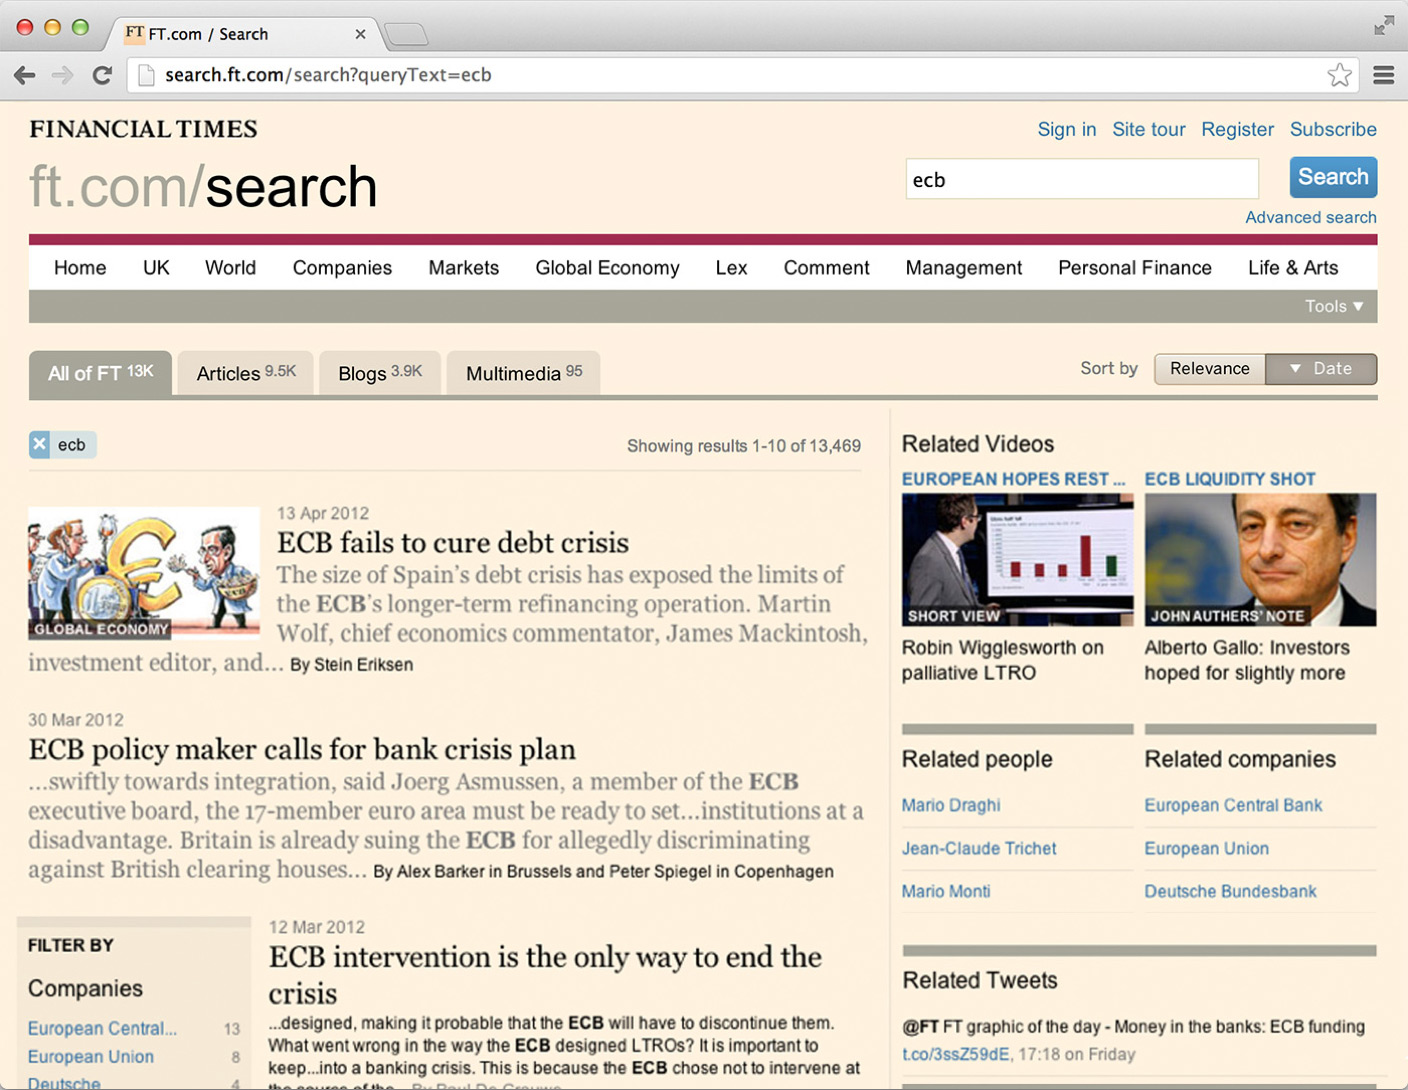 FT FT.com / Search
search.ft.com/search?queryText=ecb
FINANCIAL TIMES
Sign in Site tour Register Subscribe
ft.com/search
ecb
Search
Advanced search
Home UK World Companies Markets Global Economy Lex Comment Management Personal Finance Life & Arts
Tools ▼
All of FT 13K Articles 9.5K Blogs 3.9K Multimedia 95
Sort by Relevance ▼ Date
ecb
Showing results 1-10 of 13,469
GLOBAL ECONOMY
13 Apr 2012
ECB fails to cure debt crisis
The size of Spain's debt crisis has exposed the limits of
the ECB's longer-term refinancing operation. Martin
Wolf, chief economics commentator, James Mackintosh,
investment editor, and... By Stein Eriksen
30 Mar 2012
ECB policy maker calls for bank crisis plan
...swiftly towards integration, said Joerg Asmussen, a member of the ECB
executive board, the 17-member euro area must be ready to set...institutions at a
disadvantage. Britain is already suing the ECB for allegedly discriminating
against British clearing houses... By Alex Barker in Brussels and Peter Spiegel in Copenhagen
FILTER BY
Companies
European Central... 13
European Union 8
Deutsche 4
12 Mar 2012
ECB intervention is the only way to end the
crisis
...designed, making it probable that the ECB will have to discontinue them.
What went wrong in the way the ECB designed LTROs? It is important to
keep...into a banking crisis. This is because the ECB chose not to intervene at
the source of the... By Paul De Grauwe
Related Videos
EUROPEAN HOPES REST ...
SHORT VIEW
Robin Wigglesworth on
palliative LTRO
ECB LIQUIDITY SHOT
JOHN AUTHERS' NOTE
Alberto Gallo: Investors
hoped for slightly more
Related people
Mario Draghi
Jean-Claude Trichet
Mario Monti
Related companies
European Central Bank
European Union
Deutsche Bundesbank
Related Tweets
@FT FT graphic of the day - Money in the banks: ECB funding
t.co/3ssZ59dE, 17:18 on Friday